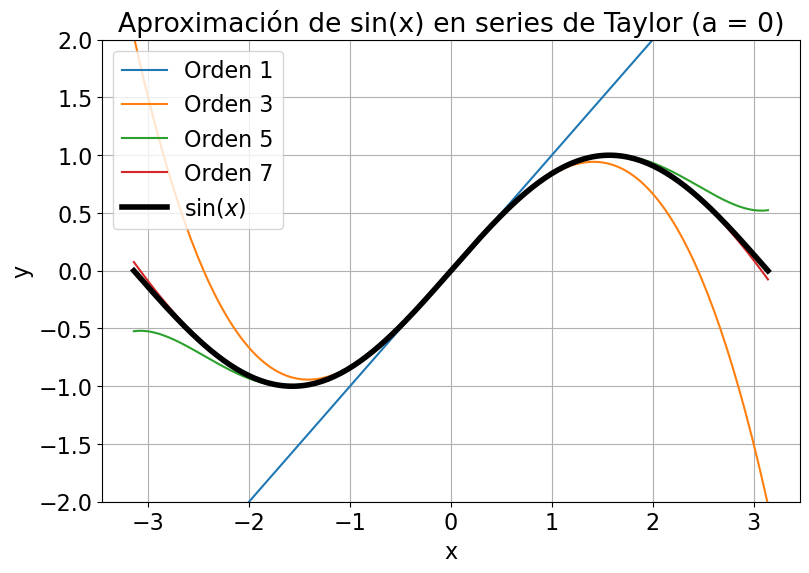 Aproximación de sin(x) en series de Taylor (a = 0)
2.0
1.5
1.0
0.5
0.0
−0.5
−1.0
−1.5
−2.0
y
Orden 1
Orden 3
Orden 5
Orden 7
sin(x)
−3 −2 −1 0 1 2 3
x